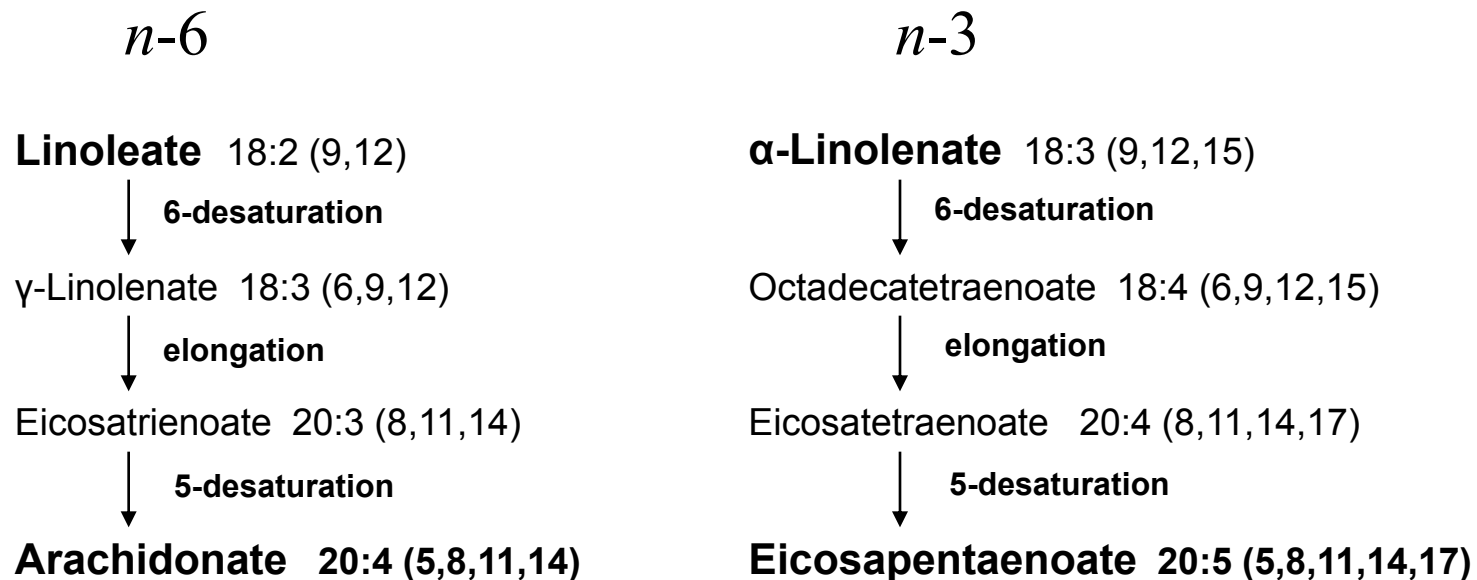 n-6
n-3
Linoleate 18:2 (9,12)
α-Linolenate 18:3 (9,12,15)
6-desaturation
6-desaturation
γ-Linolenate 18:3 (6,9,12)
Octadecatetraenoate 18:4 (6,9,12,15)
elongation
elongation
Eicosatrienoate 20:3 (8,11,14)
Eicosatetraenoate 20:4 (8,11,14,17)
5-desaturation
5-desaturation
Arachidonate 20:4 (5,8,11,14)
Eicosapentaenoate 20:5 (5,8,11,14,17)